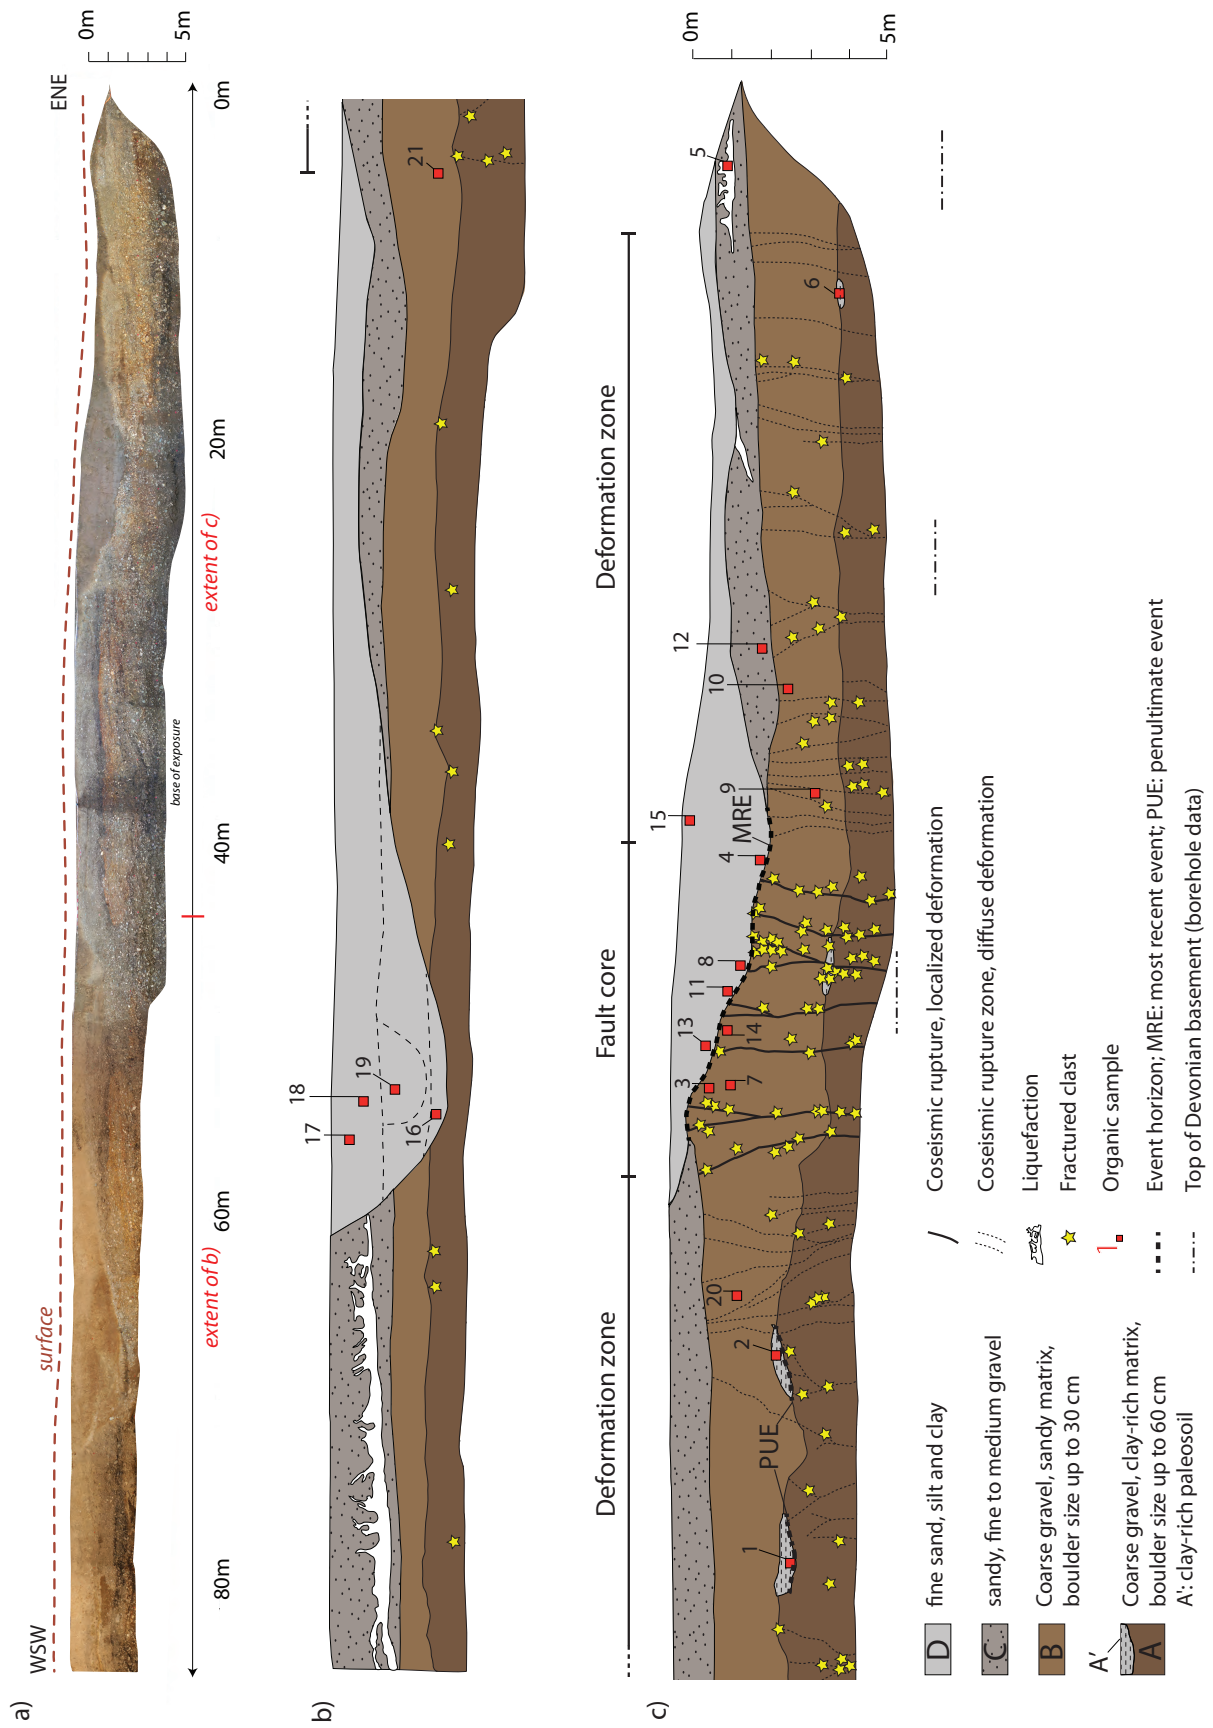 a)
WSW
ENE
surface
0m
5m
base of exposure
80m
60m
40m
20m
0m
extent of b)
extent of c)
b)
17
18
19
16
21
c)
Deformation zone
Fault core
Deformation zone
0m
5m
PUE
MRE
1
2
20
3
7
13
14
11
8
4
9
15
10
12
6
5
D
fine sand, silt and clay
C
sandy, fine to medium gravel
B
Coarse gravel, sandy matrix,
boulder size up to 30 cm
A'
A
Coarse gravel, clay-rich matrix,
boulder size up to 60 cm
A': clay-rich paleosoil
Coseismic rupture, localized deformation
Coseismic rupture zone, diffuse deformation
Liquefaction
Fractured clast
1
Organic sample
Event horizon; MRE: most recent event; PUE: penultimate event
Top of Devonian basement (borehole data)